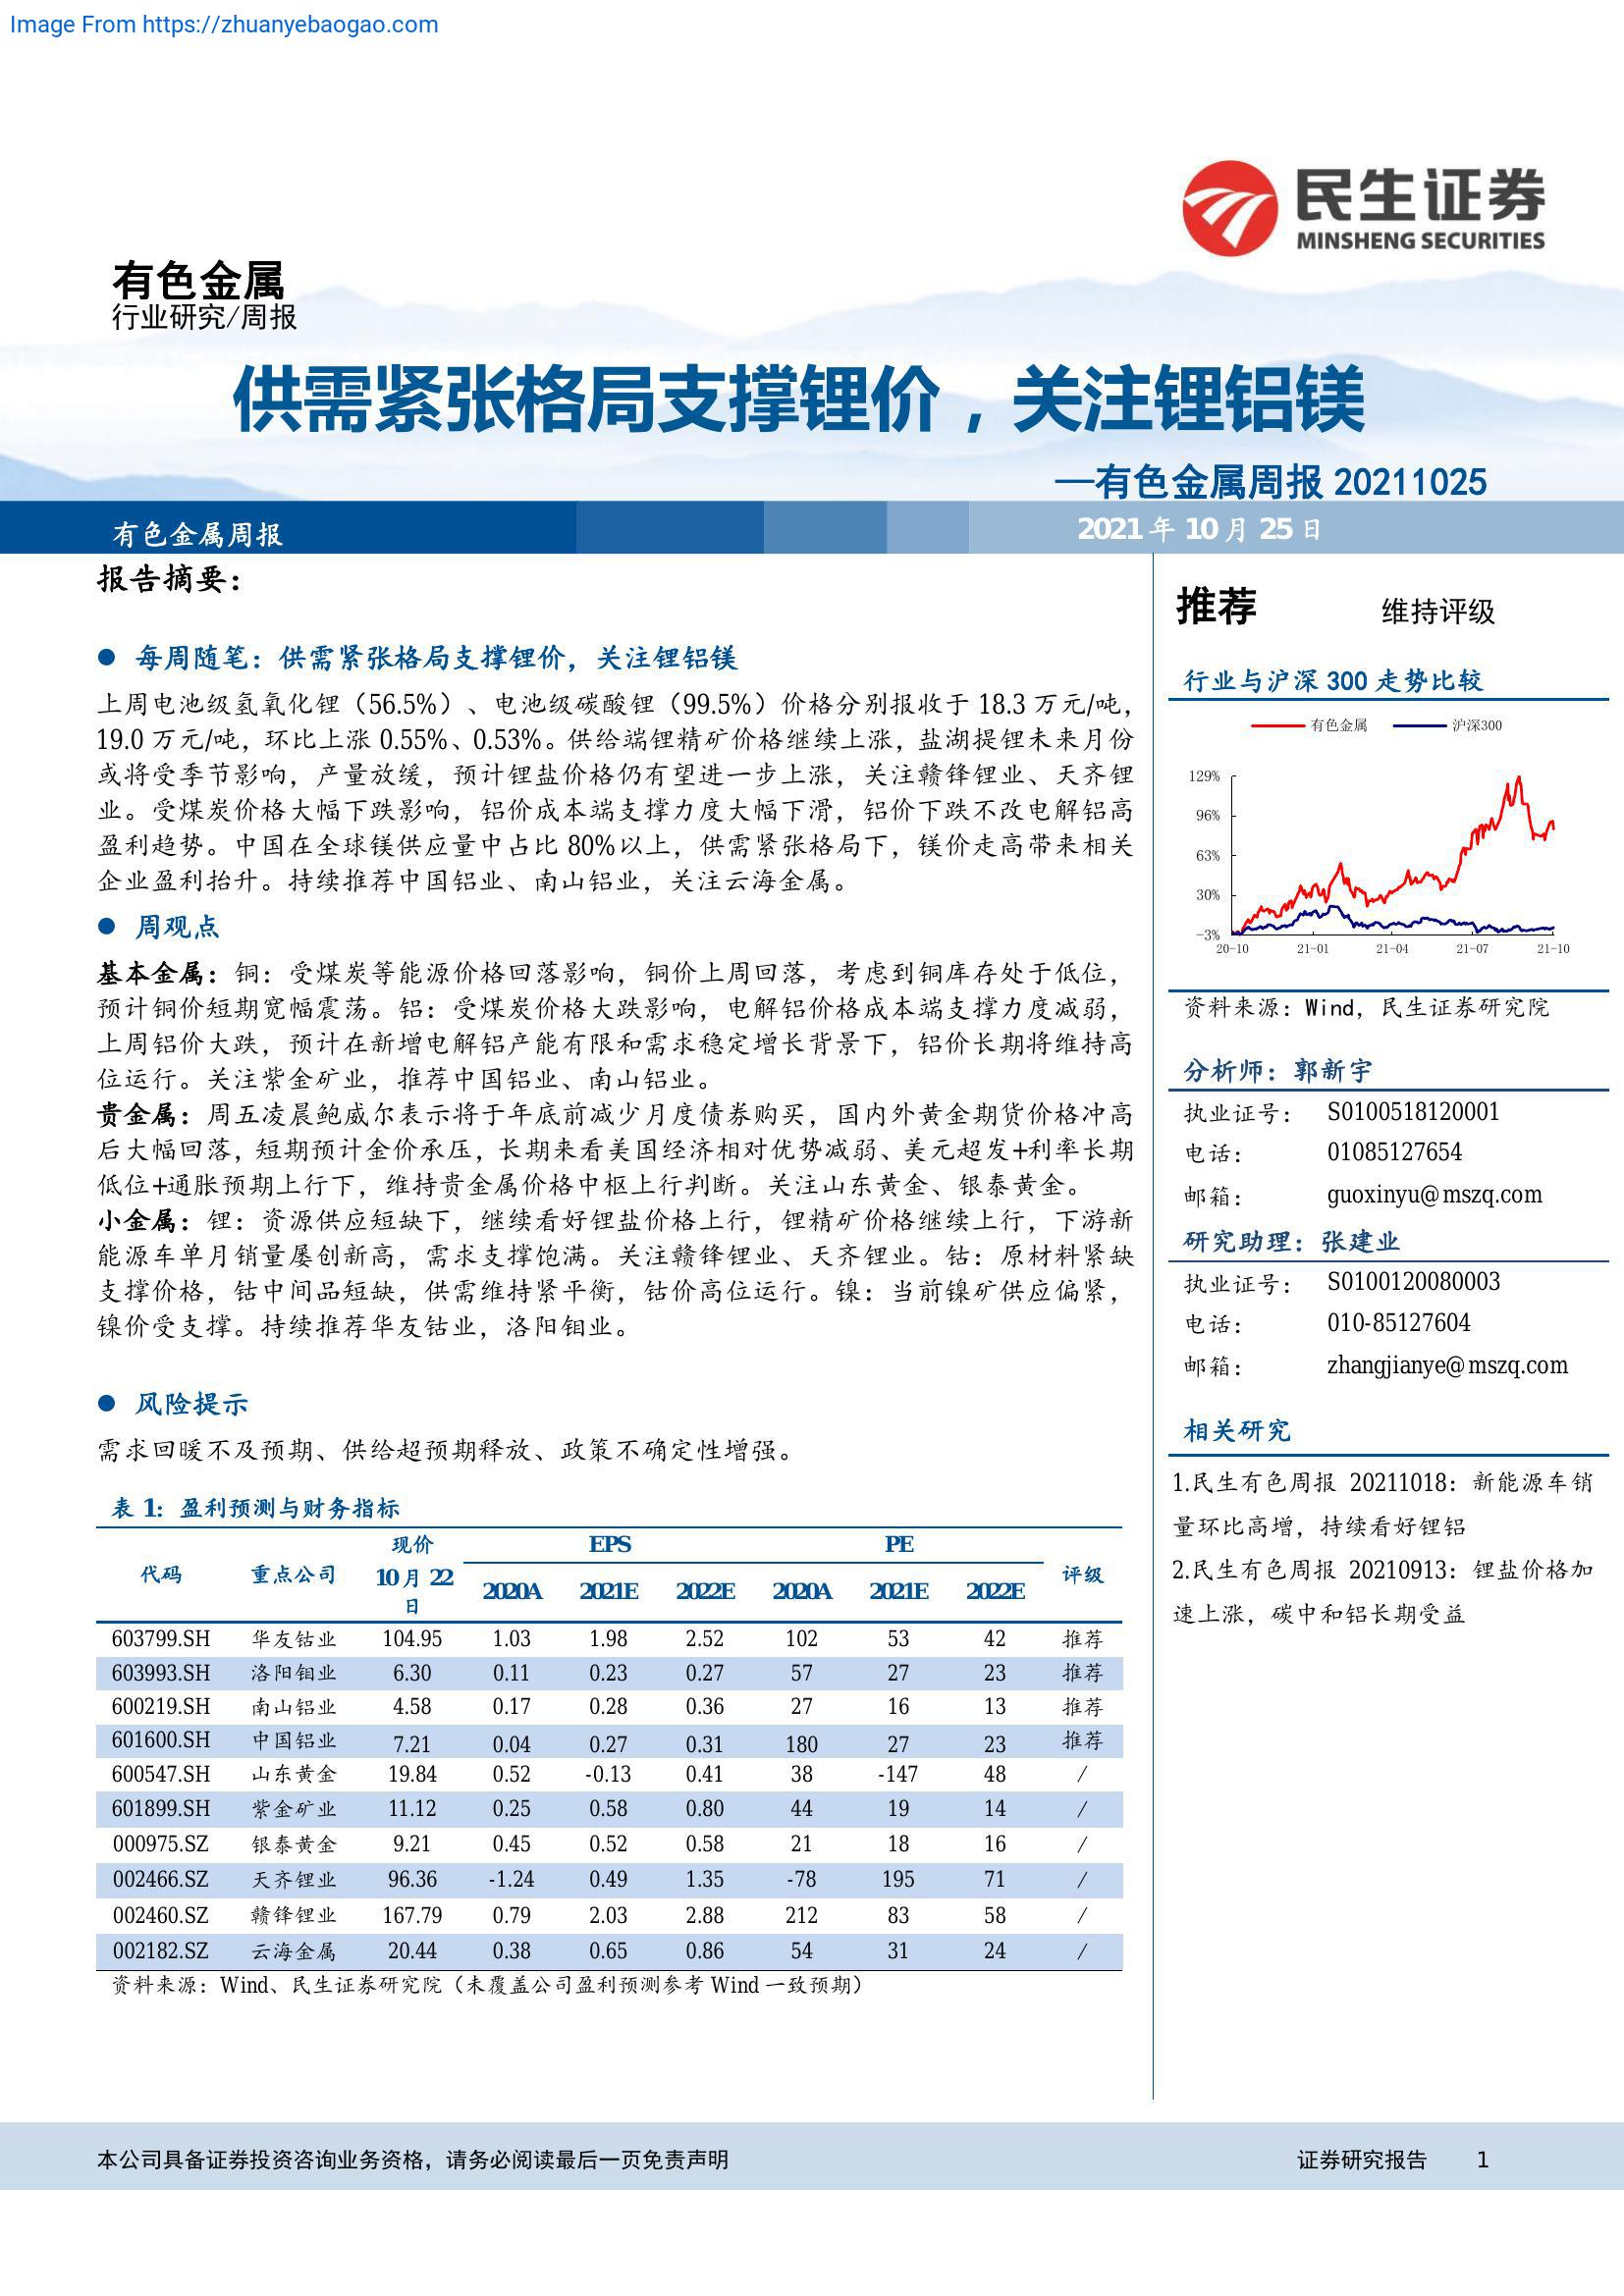 Image From https://zhuanyebaogao.com
民生证券
MINSHENG SECURITIES
有色金属
行业研究/周报
供需紧张格局支撑锂价，关注锂铝镁
—有色金属周报 20211025
有色金属周报
2021 年 10 月 25 日
报告摘要：
● 每周随笔：供需紧张格局支撑锂价，关注锂铝镁
上周电池级氢氧化锂（56.5%）、电池级碳酸锂（99.5%）价格分别报收于 18.3 万元/吨，
19.0 万元/吨，环比上涨 0.55%、0.53%。供给端锂精矿价格继续上涨，盐湖提锂未来月份
或将受季节影响，产量放缓，预计锂盐价格仍有望进一步上涨，关注赣锋锂业、天齐锂
业。受煤炭价格大幅下跌影响，铝价成本端支撑力度大幅下滑，铝价下跌不改电解铝高
盈利趋势。中国在全球镁供应量中占比 80%以上，供需紧张格局下，镁价走高带来相关
企业盈利抬升。持续推荐中国铝业、南山铝业，关注云海金属。
● 周观点
基本金属：铜：受煤炭等能源价格回落影响，铜价上周回落，考虑到铜库存处于低位，
预计铜价短期宽幅震荡。铝：受煤炭价格大跌影响，电解铝价格成本端支撑力度减弱，
上周铝价大跌，预计在新增电解铝产能有限和需求稳定增长背景下，铝价长期将维持高
位运行。关注紫金矿业，推荐中国铝业、南山铝业。
贵金属：周五凌晨鲍威尔表示将于年底前减少月度债券购买，国内外黄金期货价格冲高
后大幅回落，短期预计金价承压，长期来看美国经济相对优势减弱、美元超发+利率长期
低位+通胀预期上行下，维持贵金属价格中枢上行判断。关注山东黄金、银泰黄金。
小金属：锂：资源供应短缺下，继续看好锂盐价格上行，锂精矿价格继续上行，下游新
能源车单月销量屡创新高，需求支撑饱满。关注赣锋锂业、天齐锂业。钴：原材料紧缺
支撑价格，钴中间品短缺，供需维持紧平衡，钴价高位运行。镍：当前镍矿供应偏紧，
镍价受支撑。持续推荐华友钴业，洛阳钼业。
● 风险提示
需求回暖不及预期、供给超预期释放、政策不确定性增强。
表 1：盈利预测与财务指标
代码 重点公司 现价 10 月 22 日 EPS PE 评级
2020A 2021E 2022E 2020A 2021E 2022E
603799.SH 华友钴业 104.95 1.03 1.98 2.52 102 53 42 推荐
603993.SH 洛阳钼业 6.30 0.11 0.23 0.27 57 27 23 推荐
600219.SH 南山铝业 4.58 0.17 0.28 0.36 27 16 13 推荐
601600.SH 中国铝业 7.21 0.04 0.27 0.31 180 27 23 推荐
600547.SH 山东黄金 19.84 0.52 -0.13 0.41 38 -147 48 /
601899.SH 紫金矿业 11.12 0.25 0.58 0.80 44 19 14 /
000975.SZ 银泰黄金 9.21 0.45 0.52 0.58 21 18 16 /
002466.SZ 天齐锂业 96.36 -1.24 0.49 1.35 -78 195 71 /
002460.SZ 赣锋锂业 167.79 0.79 2.03 2.88 212 83 58 /
002182.SZ 云海金属 20.44 0.38 0.65 0.86 54 31 24 /
资料来源：Wind、民生证券研究院（未覆盖公司盈利预测参考 Wind 一致预期）
推荐 维持评级
行业与沪深 300 走势比较
有色金属 沪深300
129%
96%
63%
30%
-3%
20-10 21-01 21-04 21-07 21-10
资料来源：Wind，民生证券研究院
分析师：郭新宇
执业证号： S0100518120001
电话： 01085127654
邮箱： guoxinyu@mszq.com
研究助理：张建业
执业证号： S0100120080003
电话： 010-85127604
邮箱： zhangjianye@mszq.com
相关研究
1.民生有色周报 20211018：新能源车销
量环比高增，持续看好锂铝
2.民生有色周报 20210913：锂盐价格加
速上涨，碳中和铝长期受益
本公司具备证券投资咨询业务资格，请务必阅读最后一页免责声明
证券研究报告 1